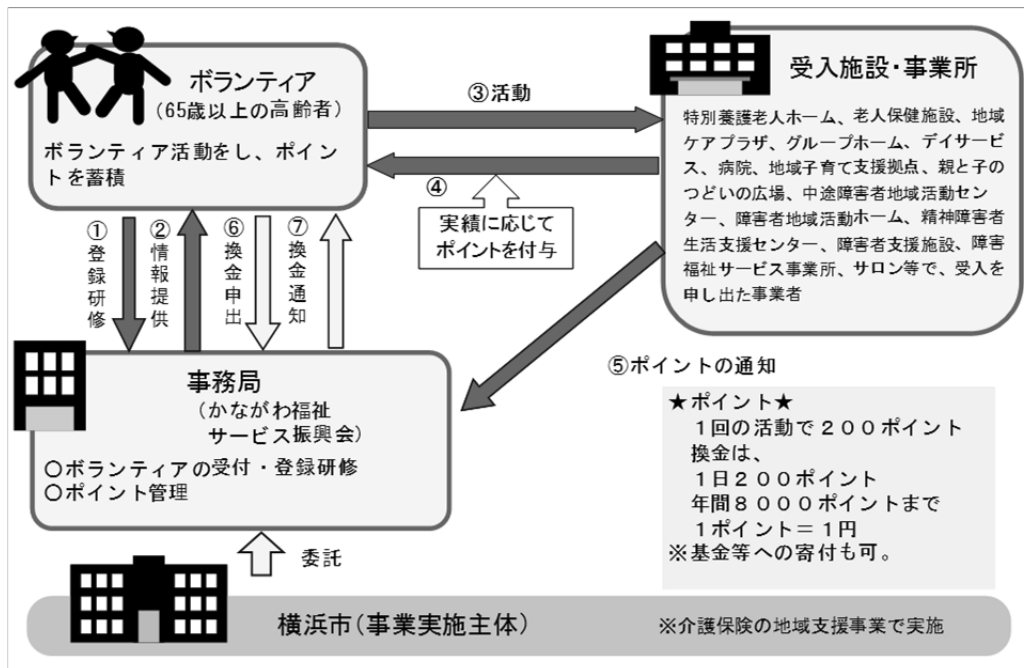 ボランティア
(65歳以上の高齢者)
ボランティア活動をし、ポイン
トを蓄積
③活動
④
実績に応じて
ポイントを付与
受入施設・事業所
特別養護老人ホーム、老人保健施設、地域
ケアプラザ、グループホーム、デイサービ
ス、病院、地域子育て支援拠点、親と子の
つどいの広場、中途障害者地域活動セン
ター、障害者地域活動ホーム、精神障害者
生活支援センター、障害者支援施設、障害
福祉サービス事業所、サロン等で、受入を
申し出た事業者
①登録研修
②情報提供
⑥換金申出
⑦換金通知
事務局
(かながわ福祉
サービス振興会)
○ボランティアの受付・登録研修
○ポイント管理
⑤ポイントの通知
★ポイント★
1回の活動で200ポイント
換金は、
1日200ポイント
年間8000ポイントまで
1ポイント=1円
※基金等への寄付も可。
委託
横浜市(事業実施主体)
※介護保険の地域支援事業で実施